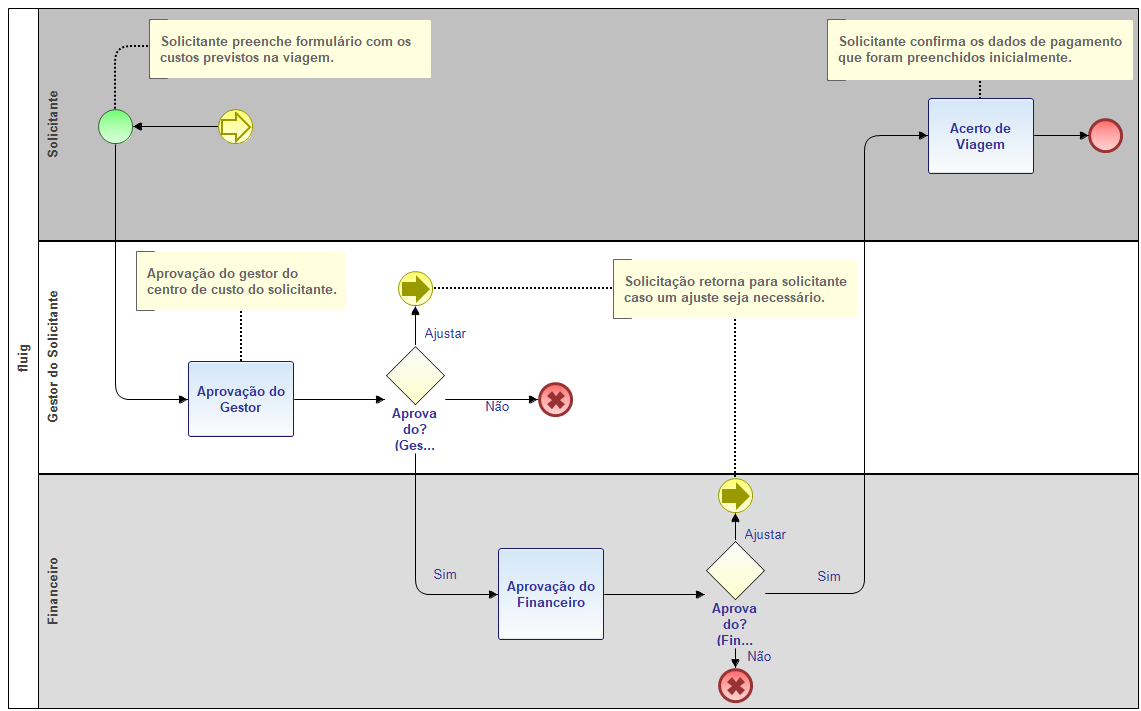 fluig
Solicitante
Solicitante preenche formulário com os
custos previstos na viagem.
Solicitante confirma os dados de pagamento
que foram preenchidos inicialmente.
Acerto de
Viagem
Gestor do Solicitante
Aprovação do gestor do
centro de custo do solicitante.
Solicitação retorna para solicitante
caso um ajuste seja necessário.
Ajustar
Aprovação do
Gestor
Não
Aprova
do?
(Ges...
Financeiro
Sim
Aprovação do
Financeiro
Ajustar
Sim
Aprova
do?
(Fin...
Não